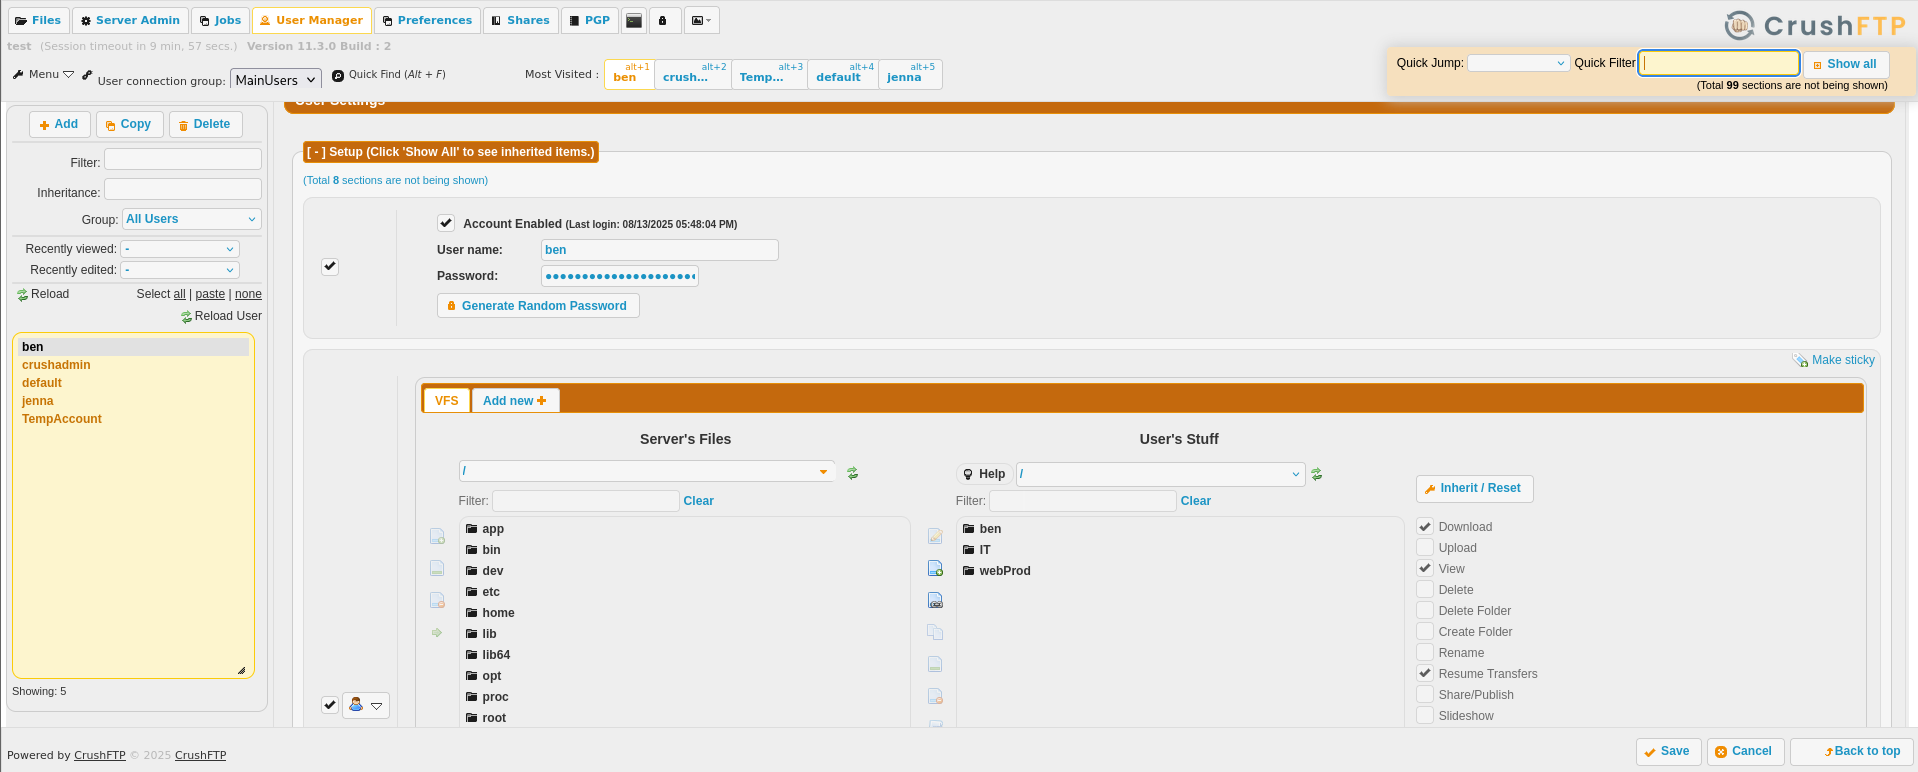 Files Server Admin Jobs User Manager Preferences Shares PGP
CrushFTP
test (Session timeout in 9 min, 57 secs.) Version 11.3.0 Build : 2
Menu User connection group: MainUsers Quick Find (Alt + F) Most Visited :
alt+1 ben
alt+2 crush...
alt+3 Temp...
alt+4 default
alt+5 jenna
Quick Jump: Quick Filter Show all
(Total 99 sections are not being shown)
Add Copy Delete
Filter:
Inheritance:
Group: All Users
Recently viewed: -
Recently edited: -
Reload Select all | paste | none
Reload User
ben
crushadmin
default
jenna
TempAccount
Showing: 5
User Settings
[ - ] Setup (Click 'Show All' to see inherited items.)
(Total 8 sections are not being shown)
Account Enabled (Last login: 08/13/2025 05:48:04 PM)
User name: ben
Password: ●●●●●●●●●●●●●●●●●●●●●
Generate Random Password
Make sticky
VFS Add new
Server's Files
/
Filter: Clear
app
bin
dev
etc
home
lib
lib64
opt
proc
root
User's Stuff
Help /
Filter: Clear
ben
IT
webProd
Inherit / Reset
Download
Upload
View
Delete
Delete Folder
Create Folder
Rename
Resume Transfers
Share/Publish
Slideshow
Powered by CrushFTP © 2025 CrushFTP
Save Cancel Back to top